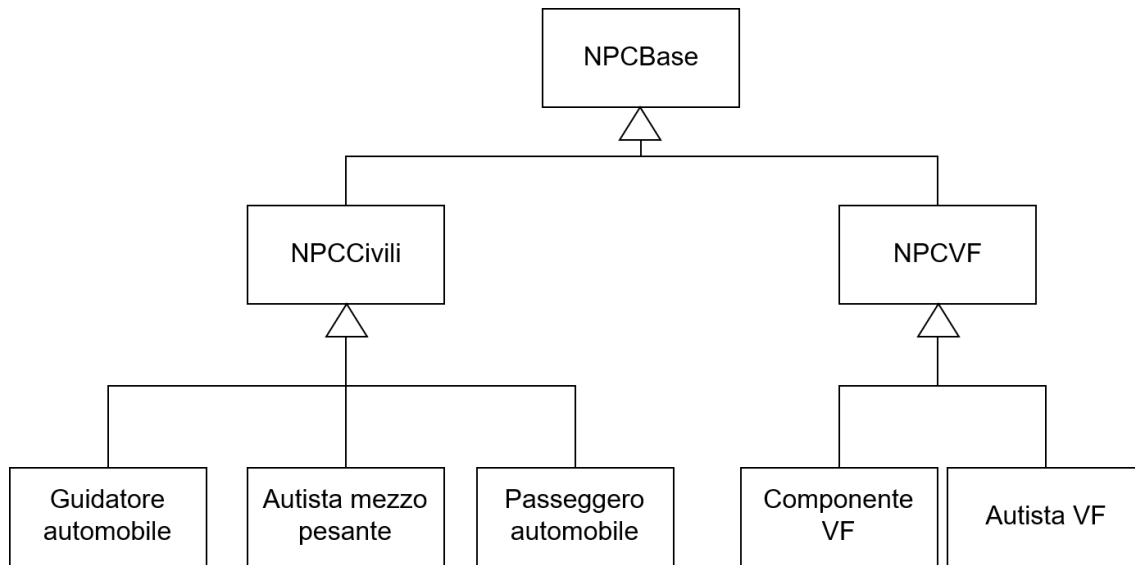 NPCBase
NPCCivili
NPCVF
Guidatore
automobile
Autista mezzo
pesante
Passeggero
automobile
Componente
VF
Autista VF